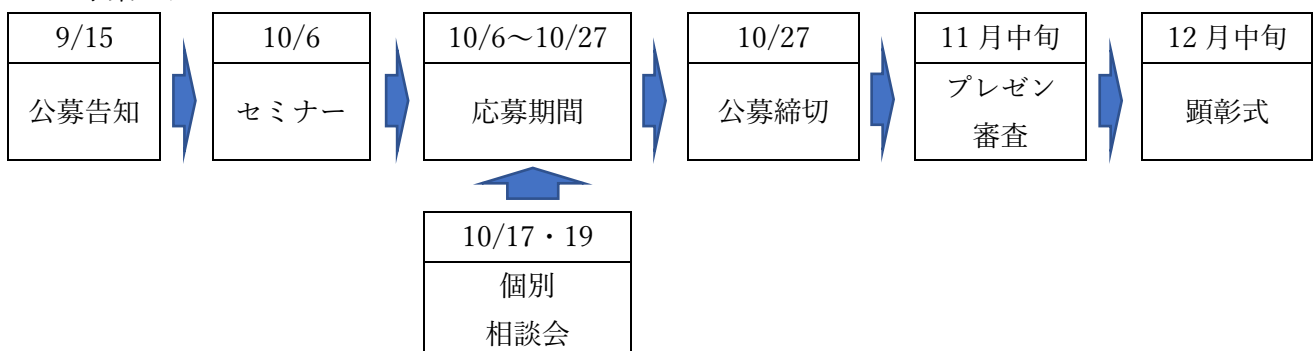 9/15
公募告知
10/6
セミナー
10/6～10/27
応募期間
10/27
公募締切
11月中旬
プレゼン
審査
12月中旬
顕彰式
10/17・19
個別
相談会